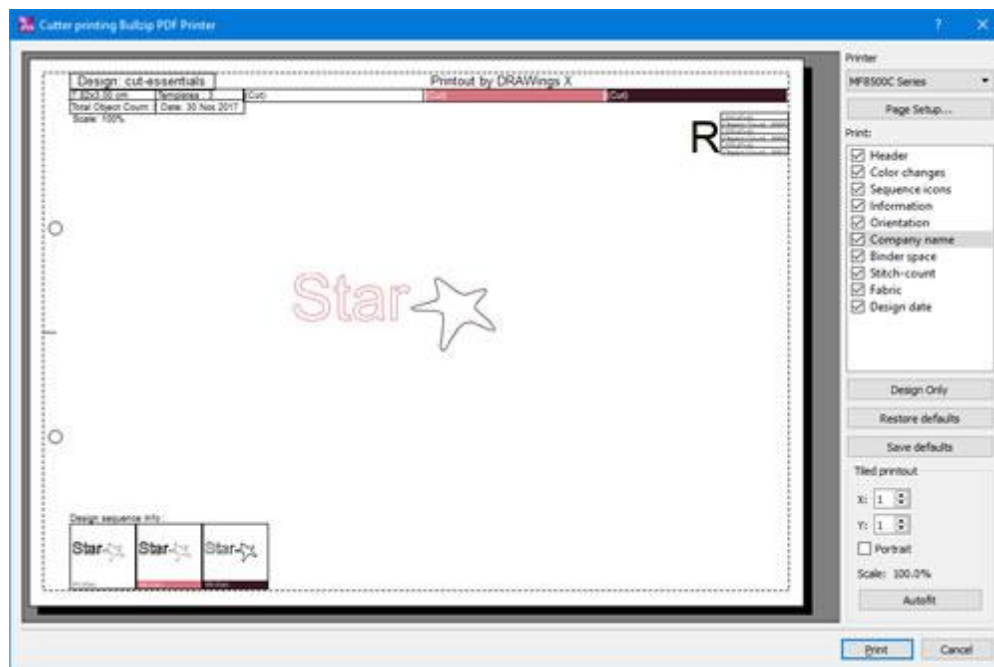 Cutter printing Bullzip PDF Printer
Design: cut-essentials
Printout by DRAWings X
Templates : 3
(Cut)
(Cut)
(Cut)
Total Object Count :
Date: 30 Nov 2017
Scale: 100%
R
Star
Design sequence info :
Star
Star
Star
Printer
MF8500C Series
Page Setup...
Print:
Header
Color changes
Sequence icons
Information
Orientation
Company name
Binder space
Stitch-count
Fabric
Design date
Design Only
Restore defaults
Save defaults
Tiled printout
X: 1
Y: 1
Portrait
Scale: 100.0%
Autofit
Print
Cancel